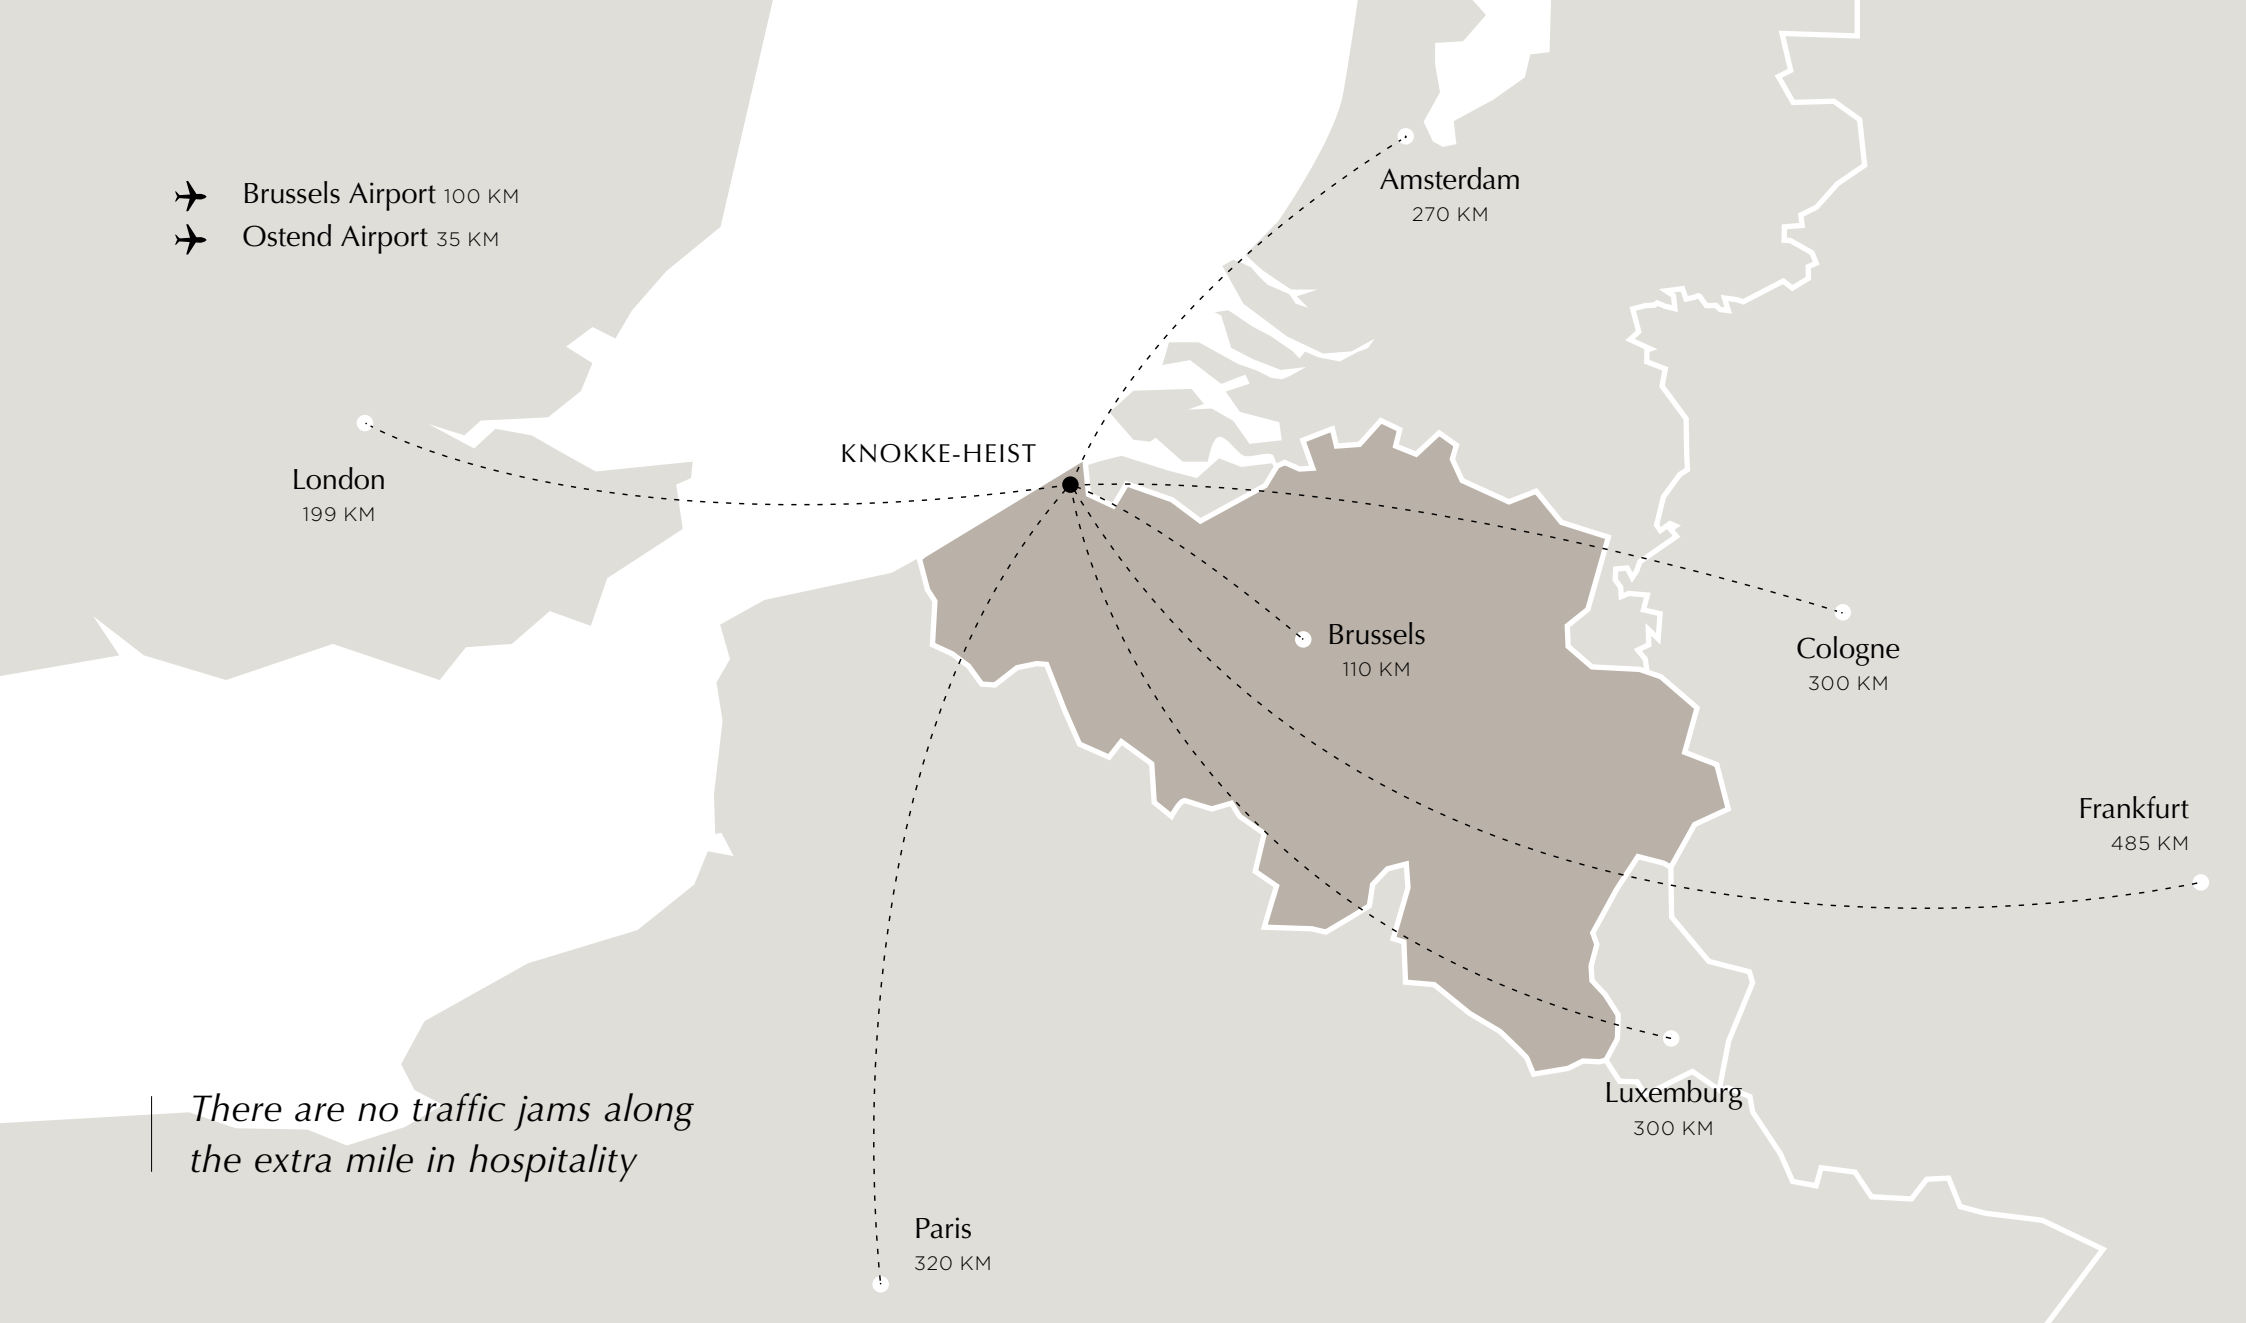 Brussels Airport 100 KM
Ostend Airport 35 KM
Amsterdam
270 KM
KNOKKE-HEIST
London
199 KM
Brussels
110 KM
Cologne
300 KM
Frankfurt
485 KM
Luxemburg
300 KM
There are no traffic jams along
the extra mile in hospitality
Paris
320 KM